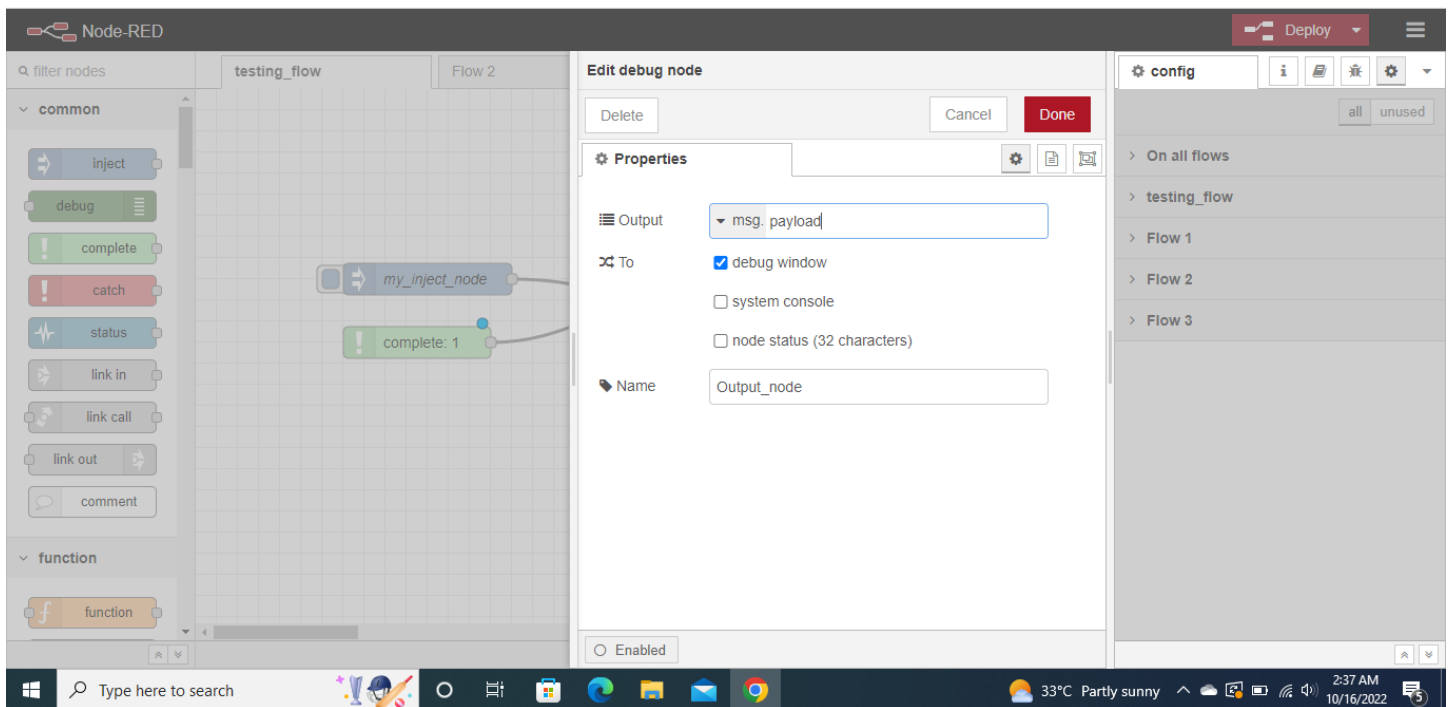 Node-RED
Deploy
filter nodes
testing_flow
Flow 2
Edit debug node
config
i
common
Delete
Cancel
Done
all
unused
inject
Properties
On all flows
debug
testing_flow
Output
msg.
payload
complete
Flow 1
To
debug window
my_inject_node
Flow 2
catch
system console
status
complete: 1
node status (32 characters)
Flow 3
link in
Name
Output_node
link call
link out
comment
function
function
Enabled
Type here to search
33°C Partly sunny
2:37 AM
10/16/2022
5